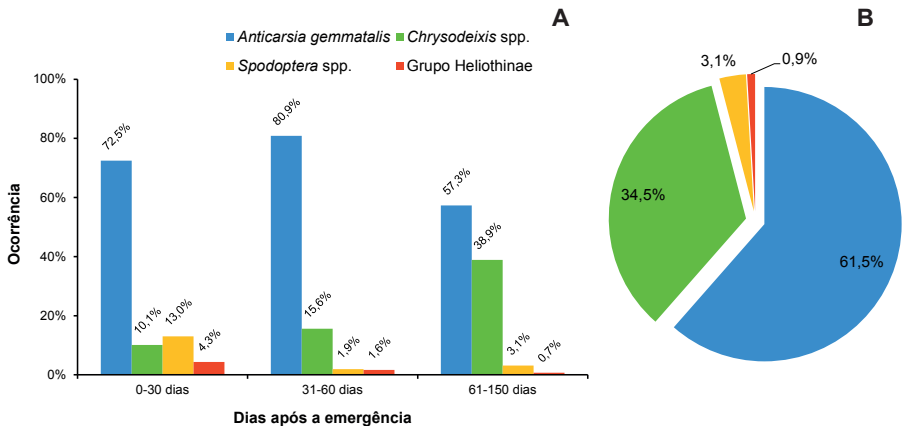 A
B
Anticarsia gemmatalis
Chrysodeixis spp.
Spodoptera spp.
Grupo Heliothinae
Ocorrência
100%
80%
60%
40%
20%
0%
72,5%
10,1%
13,0%
4,3%
80,9%
15,6%
1,9%
1,6%
57,3%
38,9%
3,1%
0,7%
0-30 dias
31-60 dias
61-150 dias
Dias após a emergência
3,1%
0,9%
34,5%
61,5%